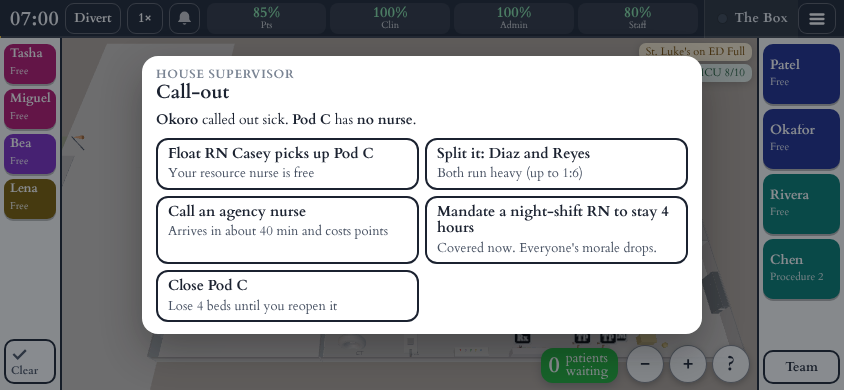 07:00
Divert
1×
85%
Pts
100%
Clin
100%
Admin
80%
Staff
The Box
Tasha
Free
Miguel
Free
Bea
Free
Lena
Free
Clear
St. Luke's on ED Full
ICU 8/10
HOUSE SUPERVISOR
Call-out
Okoro called out sick. Pod C has no nurse.
Float RN Casey picks up Pod C
Your resource nurse is free
Split it: Diaz and Reyes
Both run heavy (up to 1:6)
Call an agency nurse
Arrives in about 40 min and costs points
Mandate a night-shift RN to stay 4
hours
Covered now. Everyone's morale drops.
Close Pod C
Lose 4 beds until you reopen it
Patel
Free
Okafor
Free
Rivera
Free
Chen
Procedure 2
Team
Rx
0 patients
waiting
−
+
?